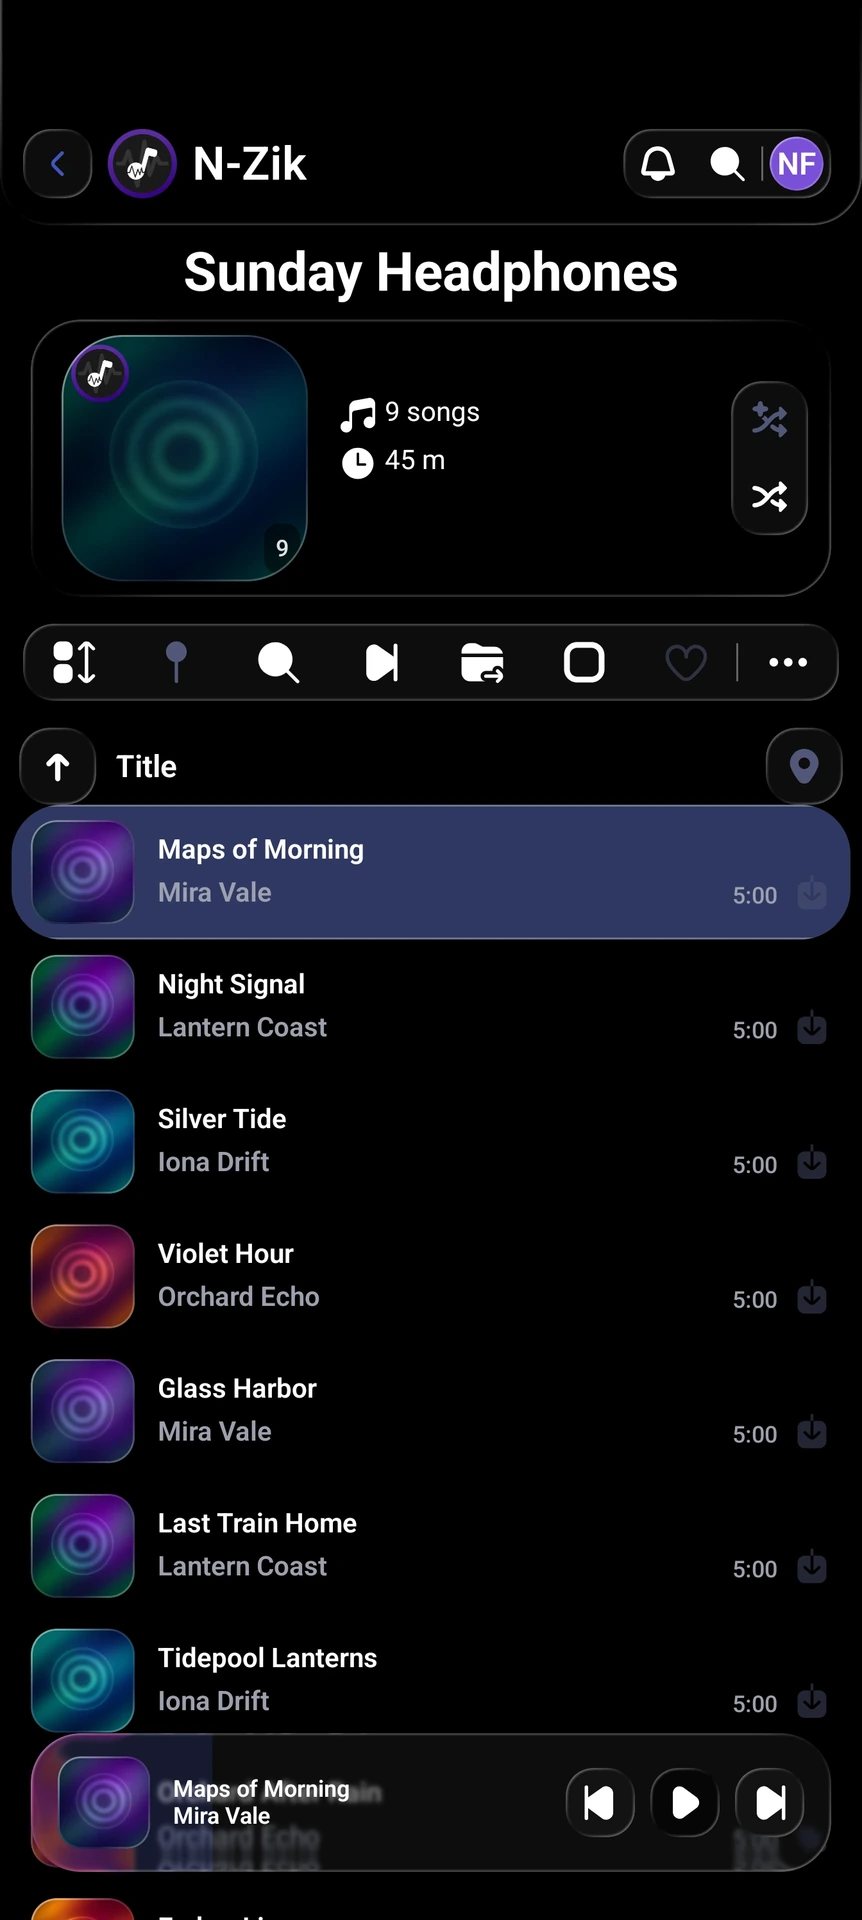 N-Zik
NF
Sunday Headphones
9 songs
45 m
9
Title
Maps of Morning
Mira Vale
5:00
Night Signal
Lantern Coast
5:00
Silver Tide
Iona Drift
5:00
Violet Hour
Orchard Echo
5:00
Glass Harbor
Mira Vale
5:00
Last Train Home
Lantern Coast
5:00
Tidepool Lanterns
Iona Drift
5:00
Maps of Morning
Mira Vale
Orchard Echo